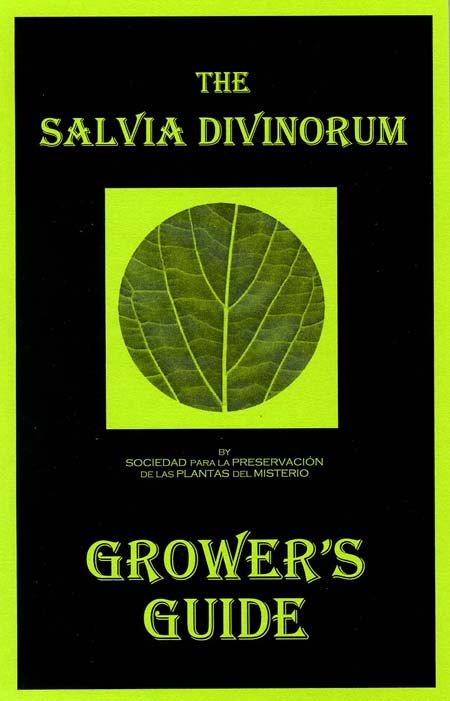 THE
SALVIA DIVINORUM
BY
SOCIEDAD PARA LA PRESERVACIÓN
DE LAS PLANTAS DEL MISTERIO
GROWER'S
GUIDE